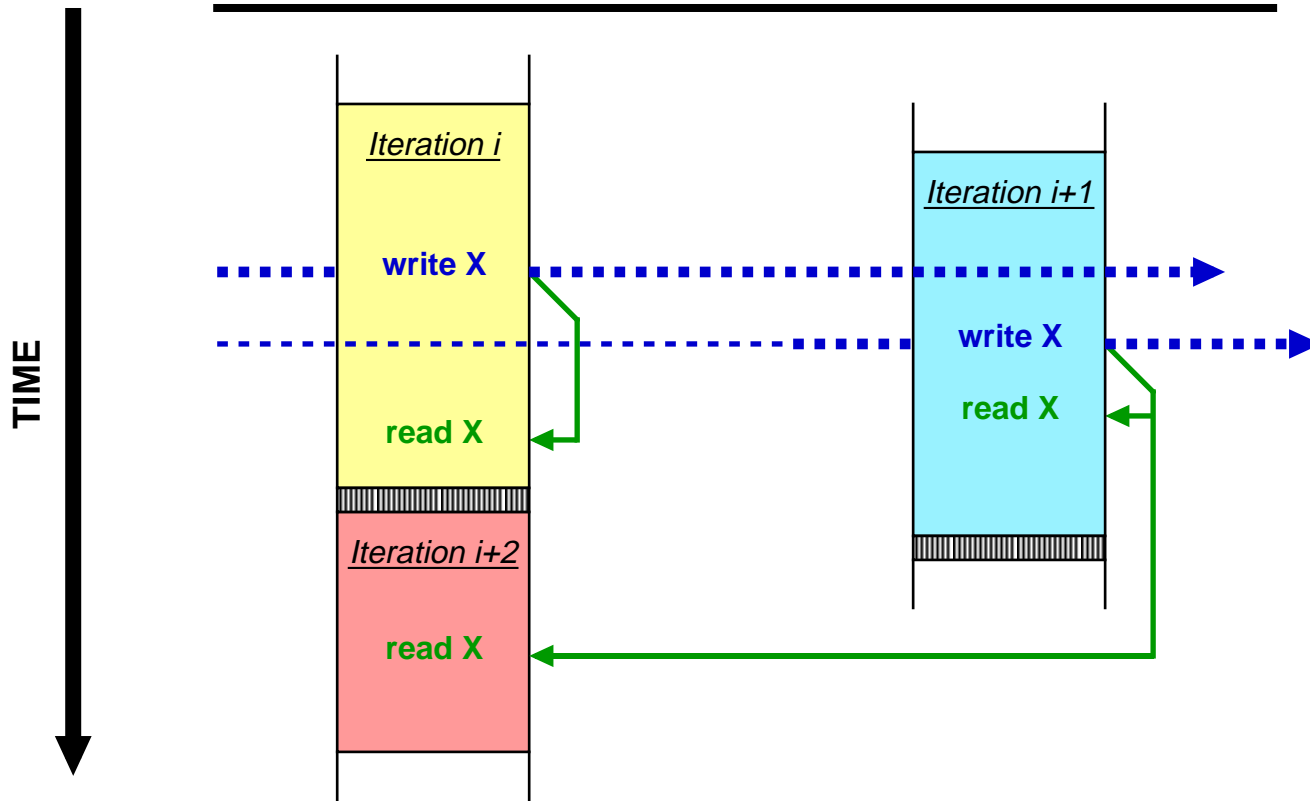 TIME
Iteration i
write X
read X
Iteration i+2
read X
Iteration i+1
write X
read X